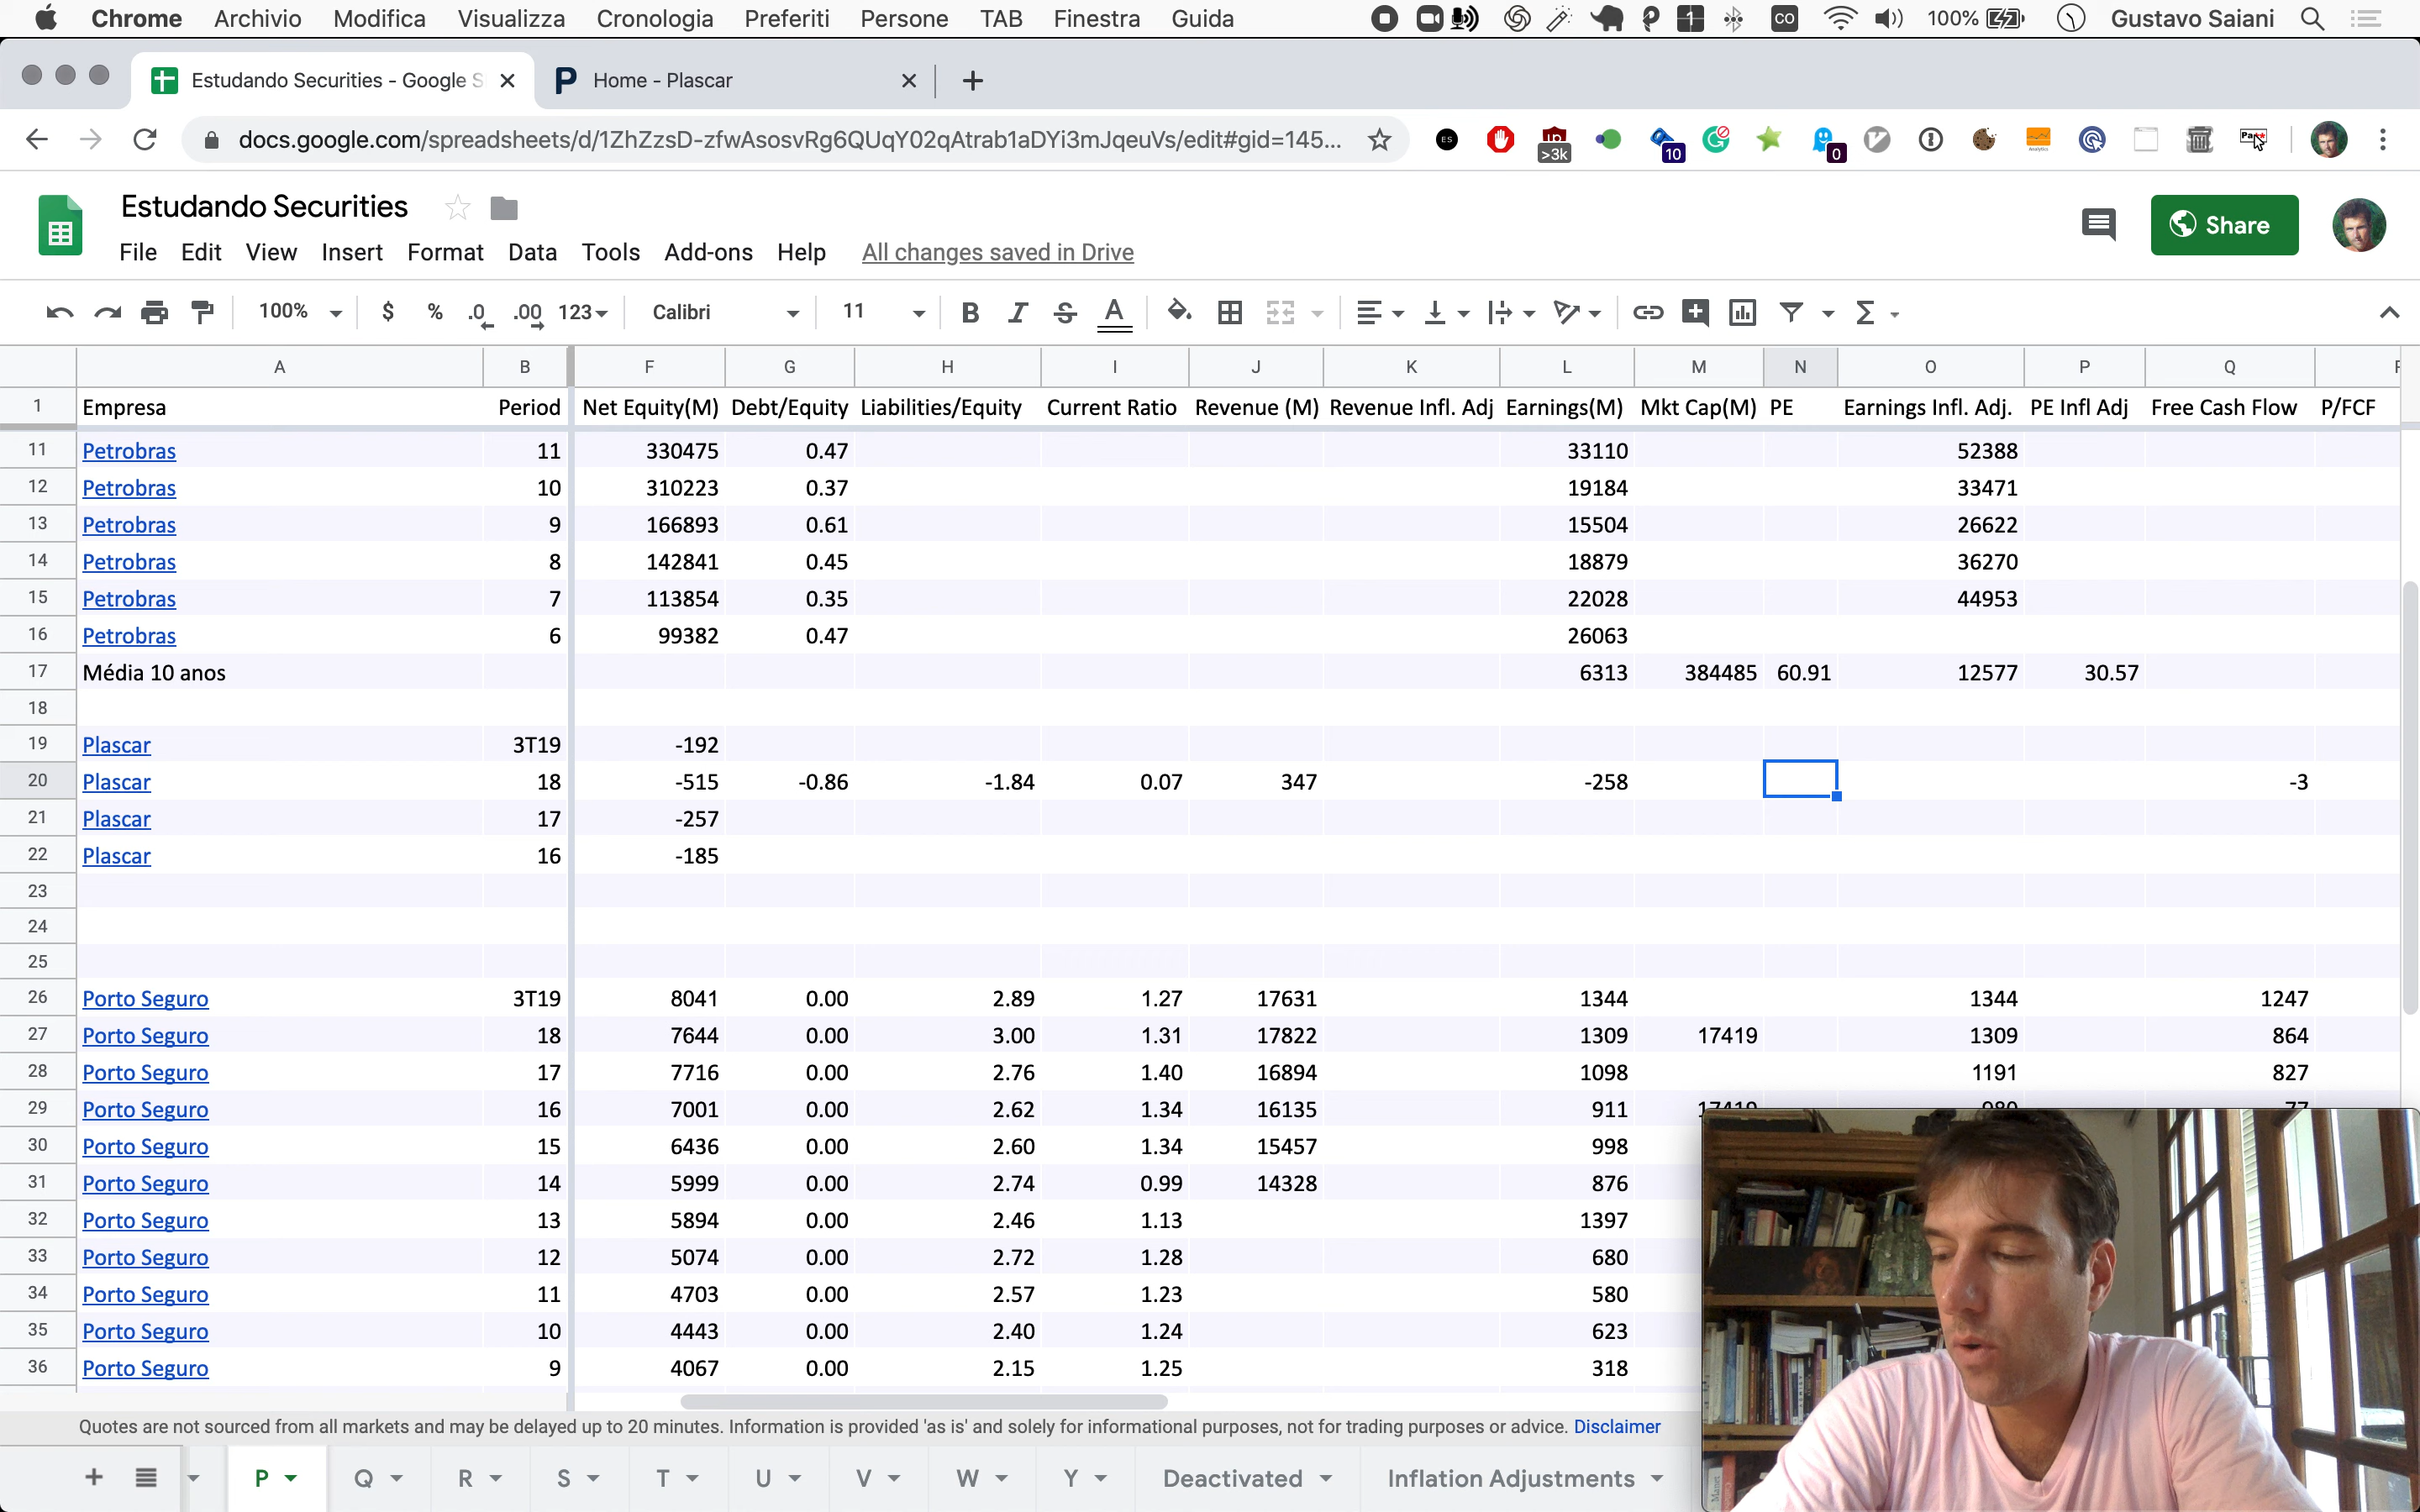 Chrome Archivio Modifica Visualizza Cronologia Preferiti Persone TAB Finestra Guida 1 CO 100% Gustavo Saiani
Estudando Securities - Google S Home - Plascar
docs.google.com/spreadsheets/d/1ZhZzsD-zfwAsosvRg6QUqY02qAtrab1aDYi3mJqeuVs/edit#gid=145... ES >3k 10 0
Estudando Securities
Share
File Edit View Insert Format Data Tools Add-ons Help All changes saved in Drive
100% $ % .0 .00 123 Calibri 11 B I S A
A B F G H I J K L M N O P Q
1 Empresa Period Net Equity(M) Debt/Equity Liabilities/Equity Current Ratio Revenue (M) Revenue Infl. Adj Earnings(M) Mkt Cap(M) PE Earnings Infl. Adj. PE Infl Adj Free Cash Flow P/FCF
11 Petrobras 11 330475 0.47 33110 52388
12 Petrobras 10 310223 0.37 19184 33471
13 Petrobras 9 166893 0.61 15504 26622
14 Petrobras 8 142841 0.45 18879 36270
15 Petrobras 7 113854 0.35 22028 44953
16 Petrobras 6 99382 0.47 26063
17 Média 10 anos 6313 384485 60.91 12577 30.57
18
19 Plascar 3T19 -192
20 Plascar 18 -515 -0.86 -1.84 0.07 347 -258 -3
21 Plascar 17 -257
22 Plascar 16 -185
23
24
25
26 Porto Seguro 3T19 8041 0.00 2.89 1.27 17631 1344 1344 1247
27 Porto Seguro 18 7644 0.00 3.00 1.31 17822 1309 17419 1309 864
28 Porto Seguro 17 7716 0.00 2.76 1.40 16894 1098 1191 827
29 Porto Seguro 16 7001 0.00 2.62 1.34 16135 911 17419 980 77
30 Porto Seguro 15 6436 0.00 2.60 1.34 15457 998
31 Porto Seguro 14 5999 0.00 2.74 0.99 14328 876
32 Porto Seguro 13 5894 0.00 2.46 1.13 1397
33 Porto Seguro 12 5074 0.00 2.72 1.28 680
34 Porto Seguro 11 4703 0.00 2.57 1.23 580
35 Porto Seguro 10 4443 0.00 2.40 1.24 623
36 Porto Seguro 9 4067 0.00 2.15 1.25 318
Quotes are not sourced from all markets and may be delayed up to 20 minutes. Information is provided 'as is' and solely for informational purposes, not for trading purposes or advice. Disclaimer
P Q R S T U V W Y Deactivated Inflation Adjustments